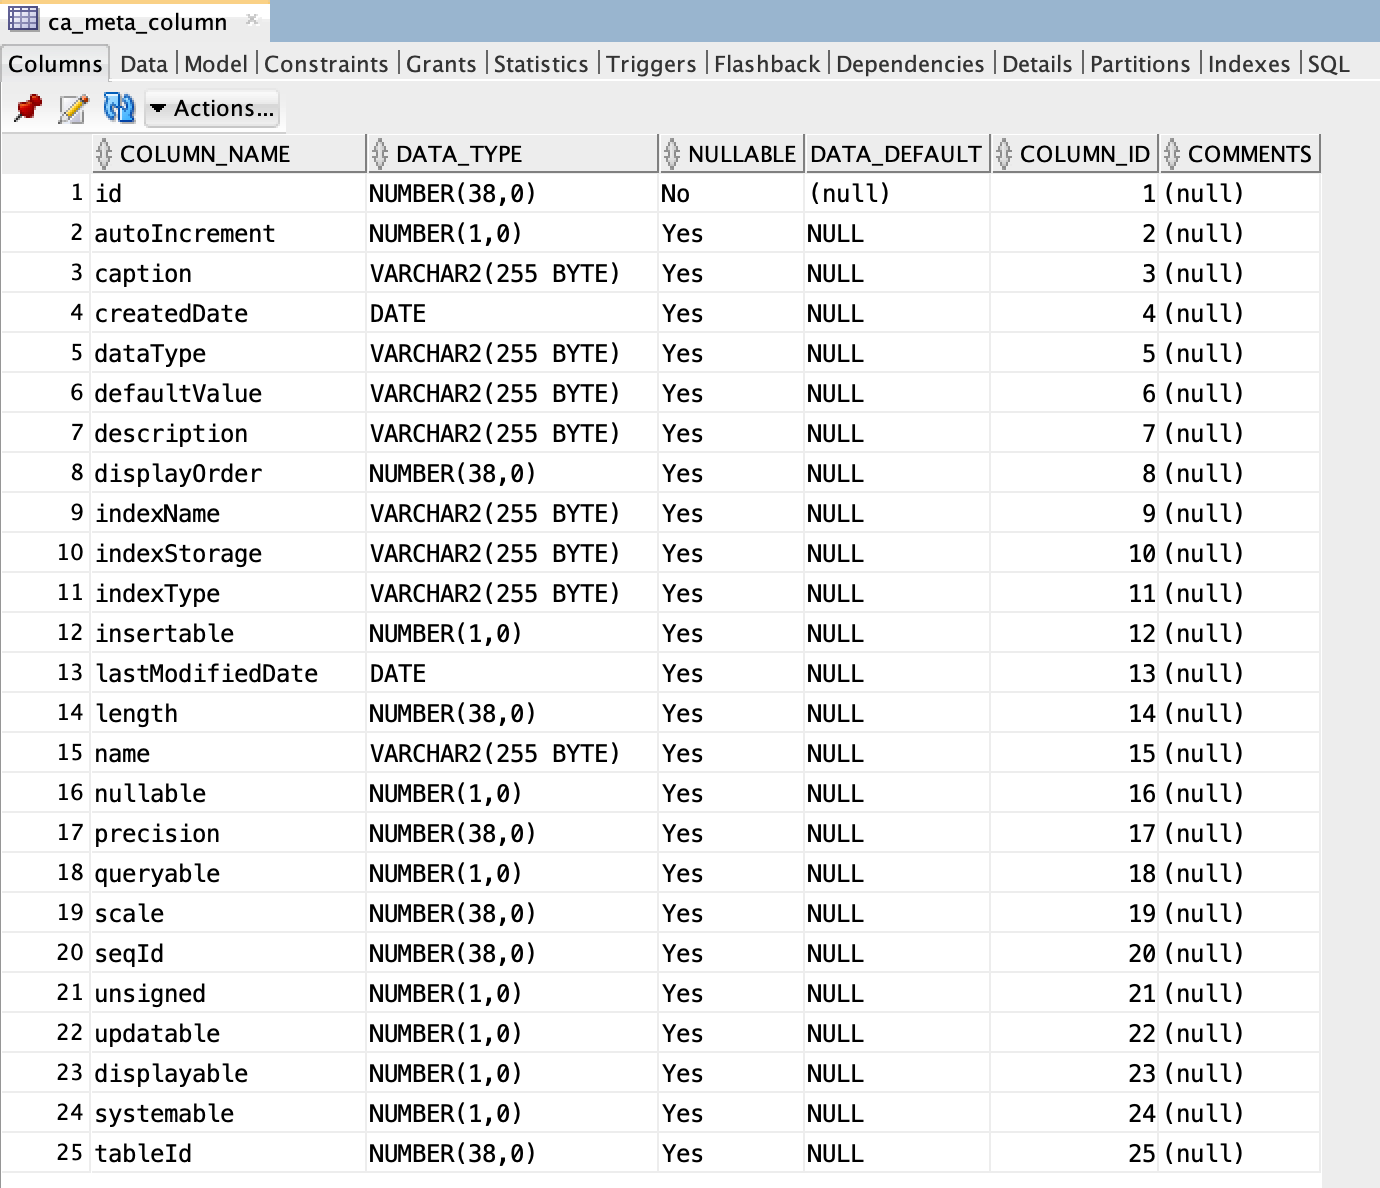 ca_meta_column
Columns Data Model Constraints Grants Statistics Triggers Flashback Dependencies Details Partitions Indexes SQL
Actions...
COLUMN_NAME DATA_TYPE NULLABLE DATA_DEFAULT COLUMN_ID COMMENTS
1 id NUMBER(38,0) No (null) 1 (null)
2 autoIncrement NUMBER(1,0) Yes NULL 2 (null)
3 caption VARCHAR2(255 BYTE) Yes NULL 3 (null)
4 createdDate DATE Yes NULL 4 (null)
5 dataType VARCHAR2(255 BYTE) Yes NULL 5 (null)
6 defaultValue VARCHAR2(255 BYTE) Yes NULL 6 (null)
7 description VARCHAR2(255 BYTE) Yes NULL 7 (null)
8 displayOrder NUMBER(38,0) Yes NULL 8 (null)
9 indexName VARCHAR2(255 BYTE) Yes NULL 9 (null)
10 indexStorage VARCHAR2(255 BYTE) Yes NULL 10 (null)
11 indexType VARCHAR2(255 BYTE) Yes NULL 11 (null)
12 insertable NUMBER(1,0) Yes NULL 12 (null)
13 lastModifiedDate DATE Yes NULL 13 (null)
14 length NUMBER(38,0) Yes NULL 14 (null)
15 name VARCHAR2(255 BYTE) Yes NULL 15 (null)
16 nullable NUMBER(1,0) Yes NULL 16 (null)
17 precision NUMBER(38,0) Yes NULL 17 (null)
18 queryable NUMBER(1,0) Yes NULL 18 (null)
19 scale NUMBER(38,0) Yes NULL 19 (null)
20 seqId NUMBER(38,0) Yes NULL 20 (null)
21 unsigned NUMBER(1,0) Yes NULL 21 (null)
22 updatable NUMBER(1,0) Yes NULL 22 (null)
23 displayable NUMBER(1,0) Yes NULL 23 (null)
24 systemable NUMBER(1,0) Yes NULL 24 (null)
25 tableId NUMBER(38,0) Yes NULL 25 (null)